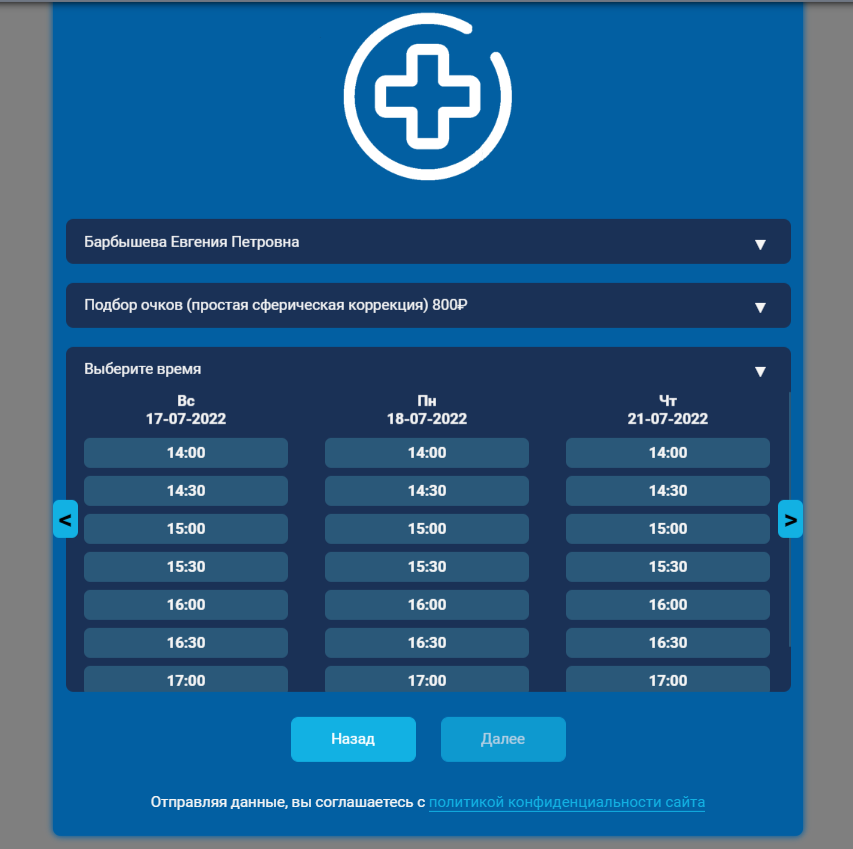 Барбышева Евгения Петровна ▼
Подбор очков (простая сферическая коррекция) 800₽ ▼
Выберите время ▼
Вс Пн Чт
17-07-2022 18-07-2022 21-07-2022
14:00 14:00 14:00
14:30 14:30 14:30
15:00 15:00 15:00
< >
15:30 15:30 15:30
16:00 16:00 16:00
16:30 16:30 16:30
17:00 17:00 17:00
Назад Далее
Отправляя данные, вы соглашаетесь с политикой конфиденциальности сайта